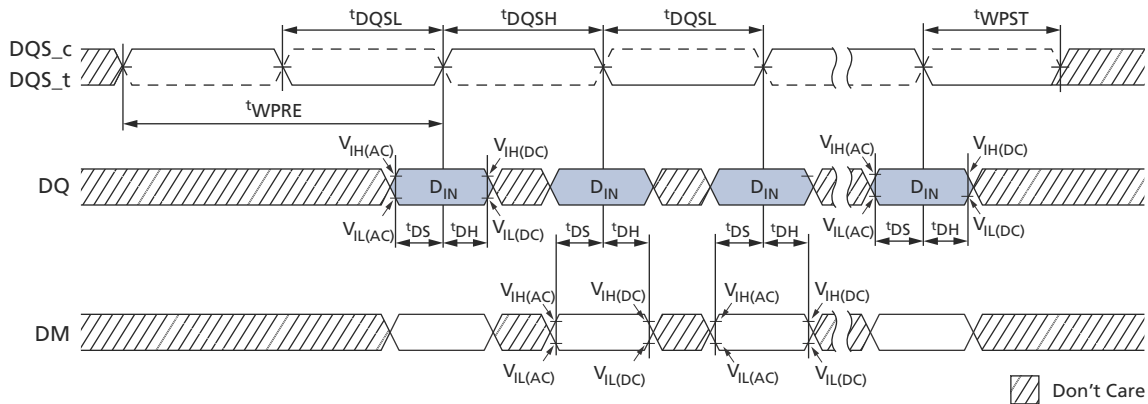 tDQSL tDQSH tDQSL tWPST
DQS_c
DQS_t
tWPRE
VIH(AC) VIH(DC) VIH(AC) VIH(DC)
DQ DIN DIN DIN DIN
VIL(AC) tDS tDH VIL(DC) tDS tDH tDS tDH VIL(AC) tDS tDH VIL(DC)
VIH(AC) VIH(DC) VIH(AC) VIH(DC)
DM
VIL(AC) VIL(DC) VIL(AC) VIL(DC)
Don't Care